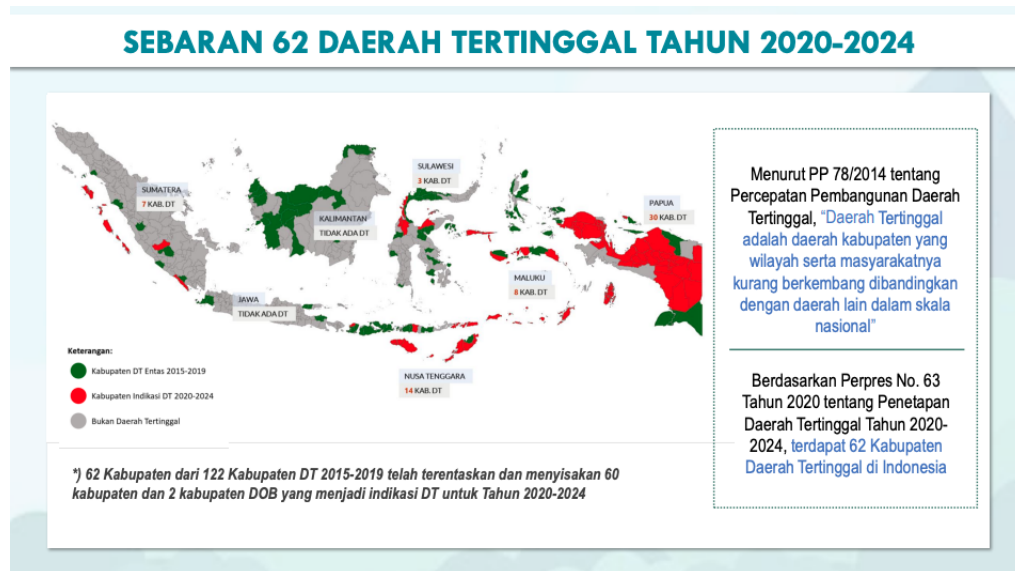 SEBARAN 62 DAERAH TERTINGGAL TAHUN 2020-2024
SUMATERA
7 KAB. DT
KALIMANTAN
TIDAK ADA DT
SULAWESI
3 KAB. DT
PAPUA
30 KAB. DT
MALUKU
8 KAB. DT
JAWA
TIDAK ADA DT
NUSA TENGGARA
14 KAB. DT
Keterangan:
Kabupaten DT Entas 2015-2019
Kabupaten Indikasi DT 2020-2024
Bukan Daerah Tertinggal
*) 62 Kabupaten dari 122 Kabupaten DT 2015-2019 telah terentaskan dan menyisakan 60
kabupaten dan 2 kabupaten DOB yang menjadi indikasi DT untuk Tahun 2020-2024
Menurut PP 78/2014 tentang
Percepatan Pembangunan Daerah
Tertinggal, “Daerah Tertinggal
adalah daerah kabupaten yang
wilayah serta masyarakatnya
kurang berkembang dibandingkan
dengan daerah lain dalam skala
nasional”
Berdasarkan Perpres No. 63
Tahun 2020 tentang Penetapan
Daerah Tertinggal Tahun 2020-
2024, terdapat 62 Kabupaten
Daerah Tertinggal di Indonesia